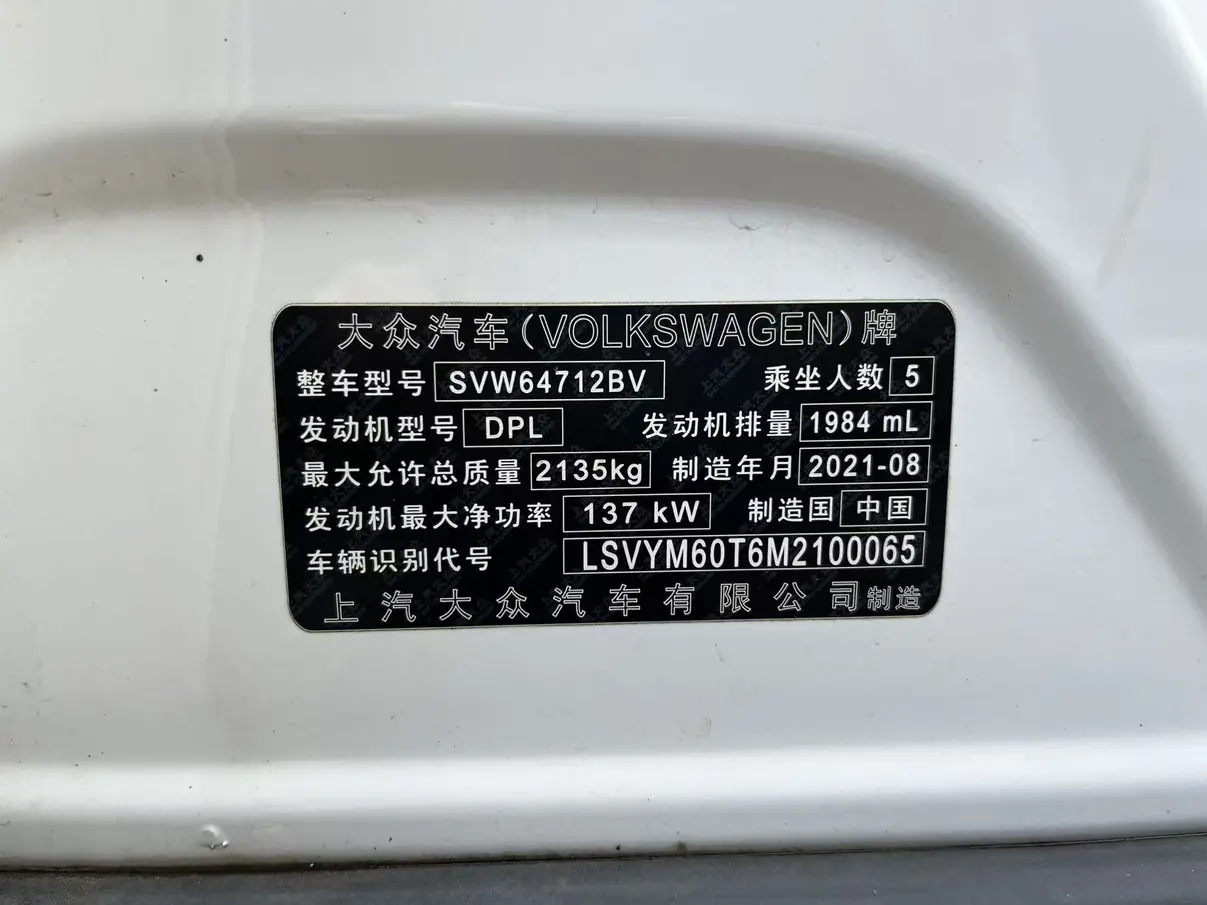 大众汽车(VOLKSWAGEN)牌
整车型号 SVW64712BV 乘坐人数 5
发动机型号 DPL 发动机排量 1984 mL
最大允许总质量 2135kg 制造年月 2021-08
发动机最大净功率 137 kW 制造国 中国
车辆识别代号 LSVYM60T6M2100065
上汽大众汽车有限公司制造